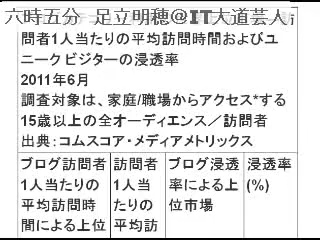 六時五分 足立明穂@IT大道芸人
問者1人当たりの平均訪問時間およびユ
ニークビジターの浸透率
2011年6月
調査対象は、家庭/職場からアクセス*する
15歳以上の全オーディエンス／訪問者
出典：コムスコア・メディアメトリックス
ブログ訪問者
1人当たりの
平均訪問時
間による上位
訪問者
1人当
たりの
平均訪
ブログ浸透
率による上
位市場
浸透率
(%)